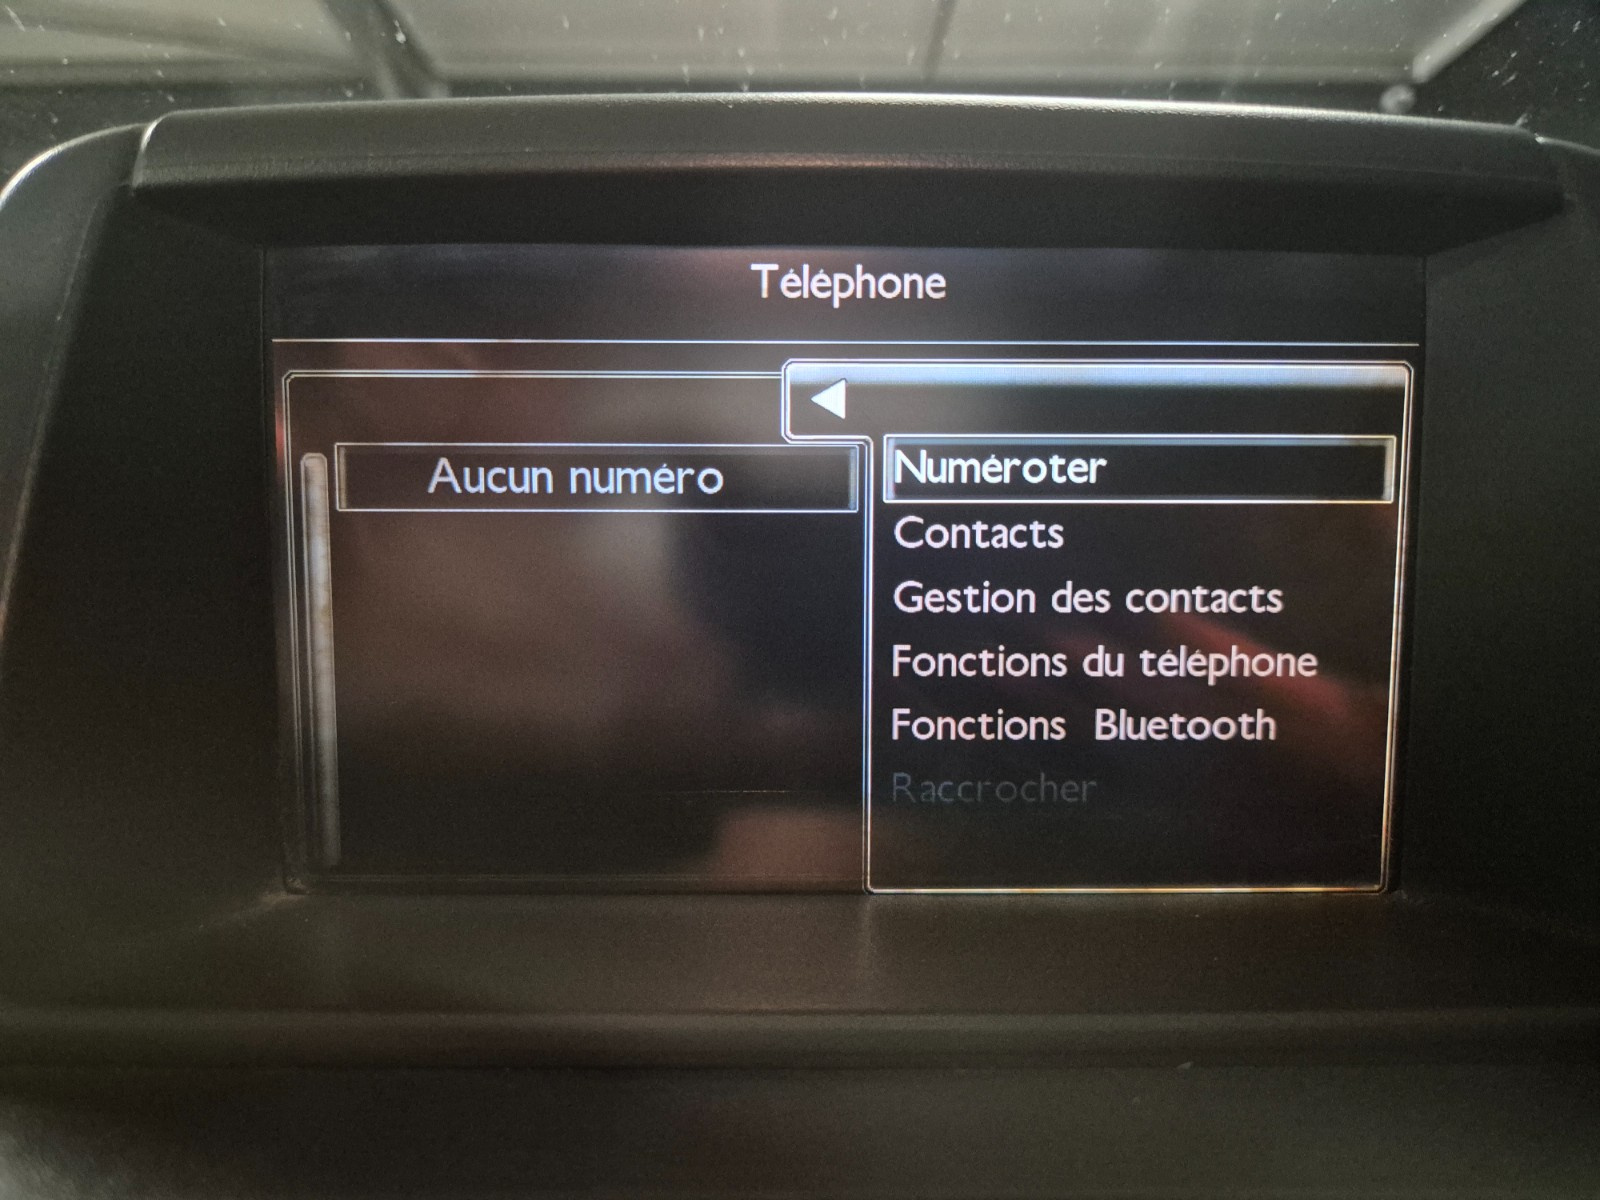 Téléphone
Aucun numéro
Numéroter
Contacts
Gestion des contacts
Fonctions du téléphone
Fonctions Bluetooth
Raccrocher